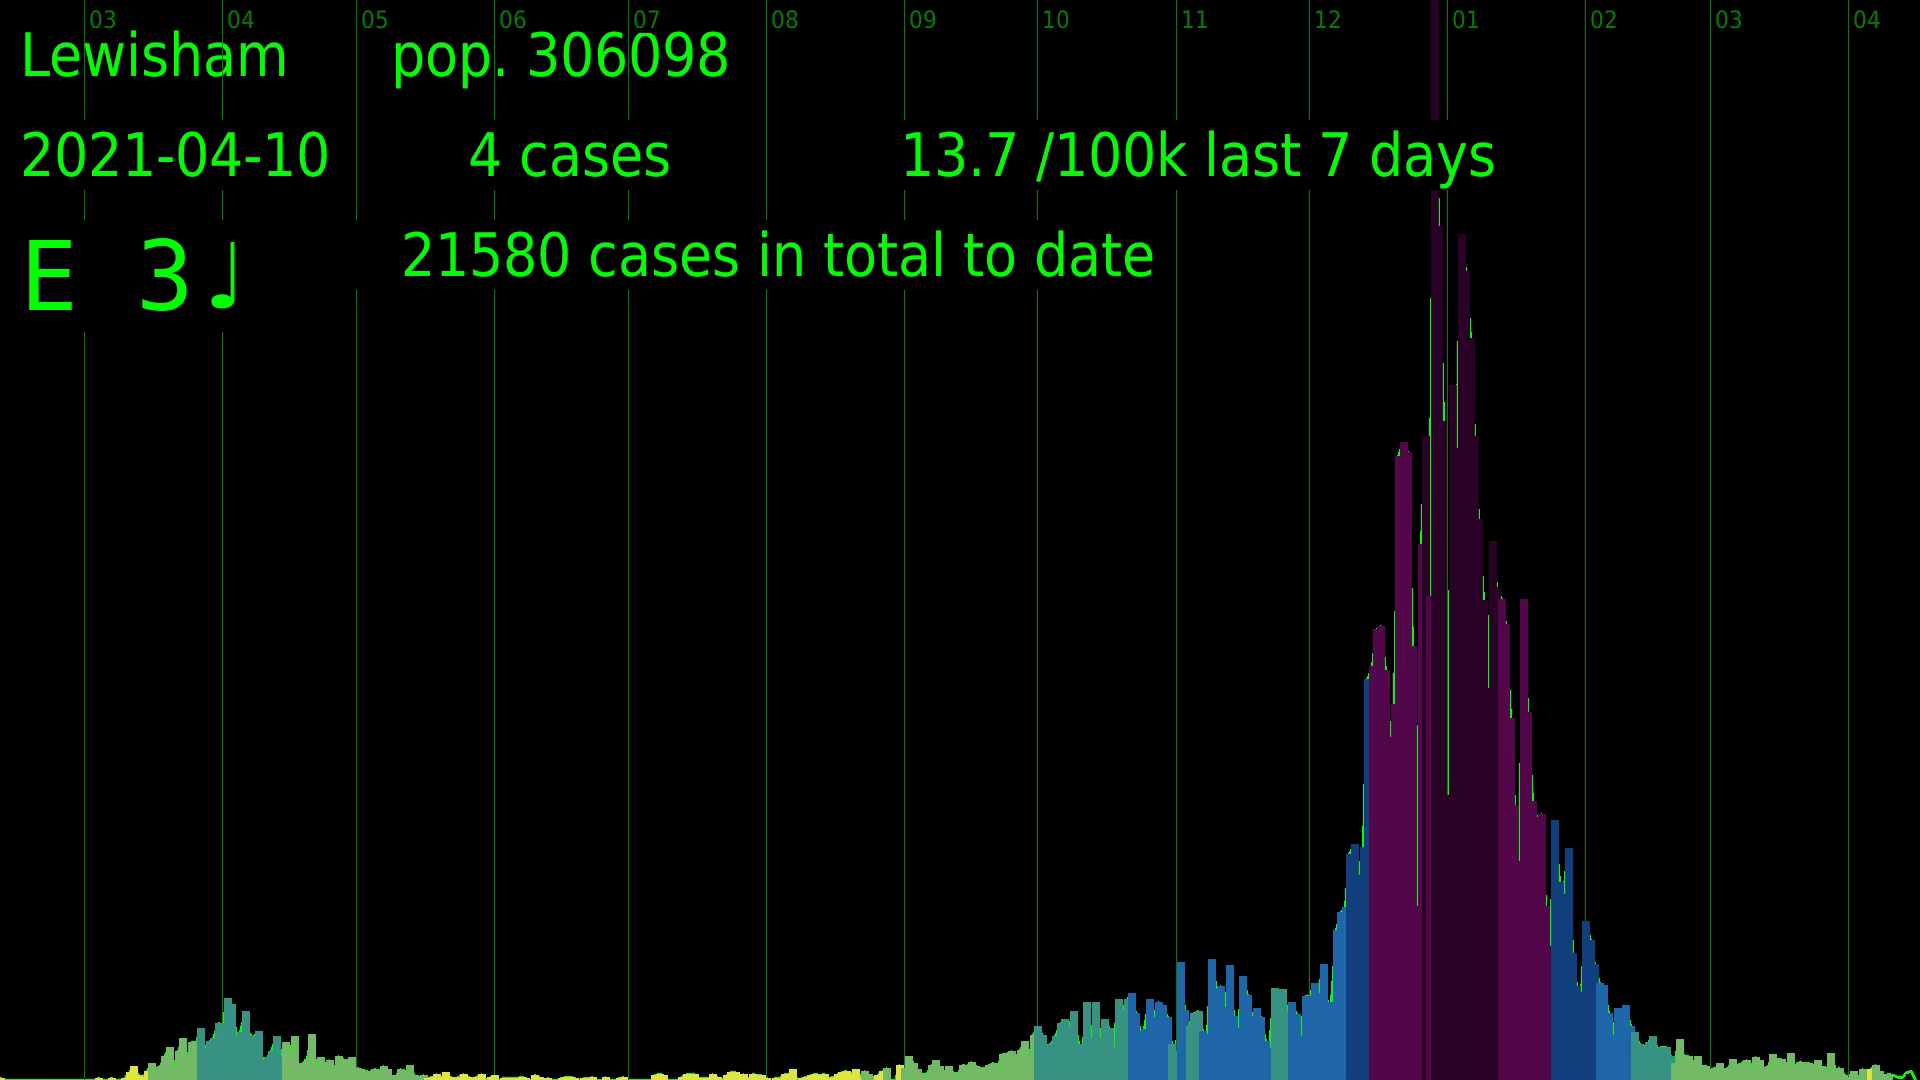 03 04 05 06 07 08 09 10 11 12 01 02 03 04
Lewisham pop. 306098
2021-04-10 4 cases 13.7 /100k last 7 days
E 3♩ 21580 cases in total to date